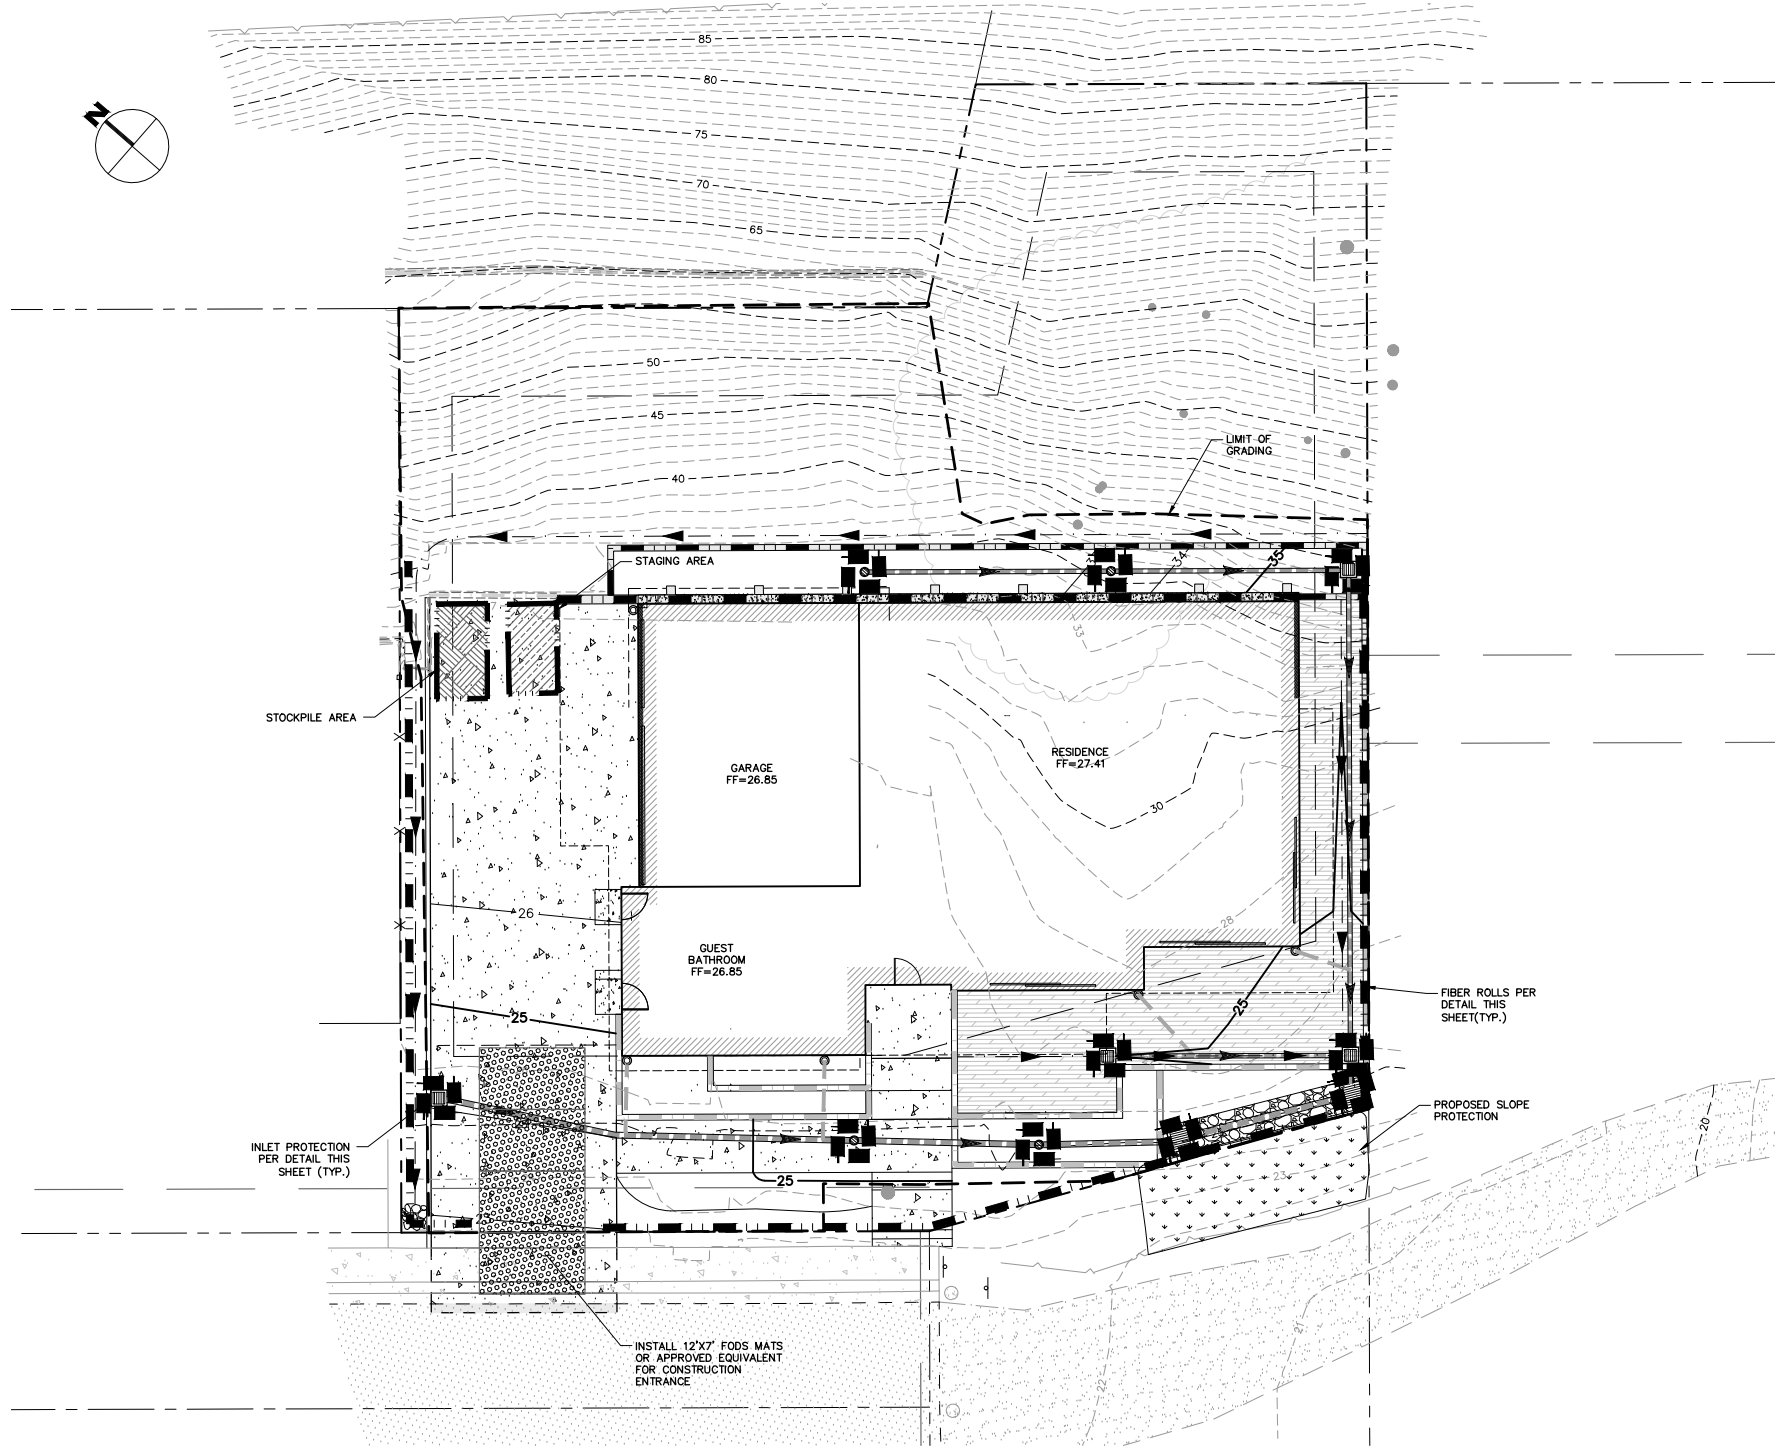 85
80
N
75
70
65
50
45
LIMIT OF
GRADING
40
34
35
STAGING AREA
33
STOCKPILE AREA
RESIDENCE
FF=27.41
GARAGE
FF=26.85
30
26
28
GUEST
BATHROOM
FF=26.85
FIBER ROLLS PER
DETAIL THIS
SHEET(TYP.)
25
25
PROPOSED SLOPE
PROTECTION
20
INLET PROTECTION
PER DETAIL THIS
SHEET (TYP.)
25
23
21
INSTALL 12'X7' FODS MATS
OR APPROVED EQUIVALENT
FOR CONSTRUCTION
ENTRANCE
22